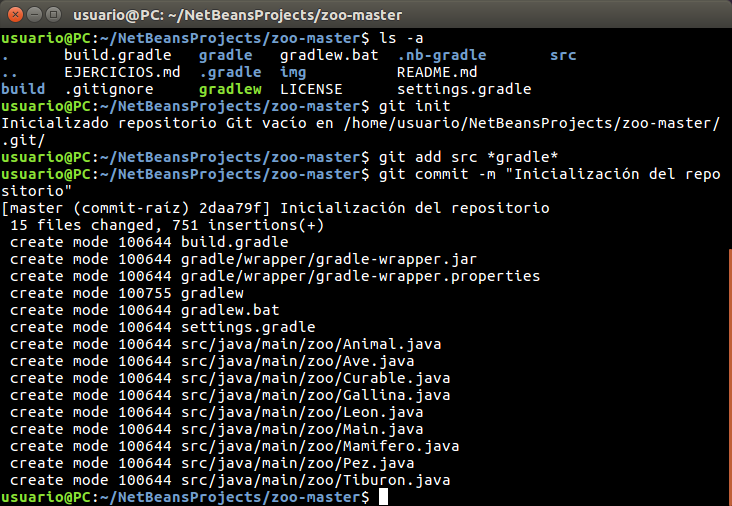 usuario@PC: ~/NetBeansProjects/zoo-master
usuario@PC:~/NetBeansProjects/zoo-master$ ls -a
.      build.gradle   gradle   gradlew.bat  .nb-gradle       src
..     EJERCICIOS.md  .gradle  img          README.md
build  .gitignore     gradlew  LICENSE      settings.gradle
usuario@PC:~/NetBeansProjects/zoo-master$ git init
Inicializado repositorio Git vacío en /home/usuario/NetBeansProjects/zoo-master/
.git/
usuario@PC:~/NetBeansProjects/zoo-master$ git add src *gradle*
usuario@PC:~/NetBeansProjects/zoo-master$ git commit -m "Inicialización del repo
sitorio"
[master (commit-raíz) 2daa79f] Inicialización del repositorio
 15 files changed, 751 insertions(+)
 create mode 100644 build.gradle
 create mode 100644 gradle/wrapper/gradle-wrapper.jar
 create mode 100644 gradle/wrapper/gradle-wrapper.properties
 create mode 100755 gradlew
 create mode 100644 gradlew.bat
 create mode 100644 settings.gradle
 create mode 100644 src/java/main/zoo/Animal.java
 create mode 100644 src/java/main/zoo/Ave.java
 create mode 100644 src/java/main/zoo/Curable.java
 create mode 100644 src/java/main/zoo/Gallina.java
 create mode 100644 src/java/main/zoo/Leon.java
 create mode 100644 src/java/main/zoo/Main.java
 create mode 100644 src/java/main/zoo/Mamifero.java
 create mode 100644 src/java/main/zoo/Pez.java
 create mode 100644 src/java/main/zoo/Tiburon.java
usuario@PC:~/NetBeansProjects/zoo-master$